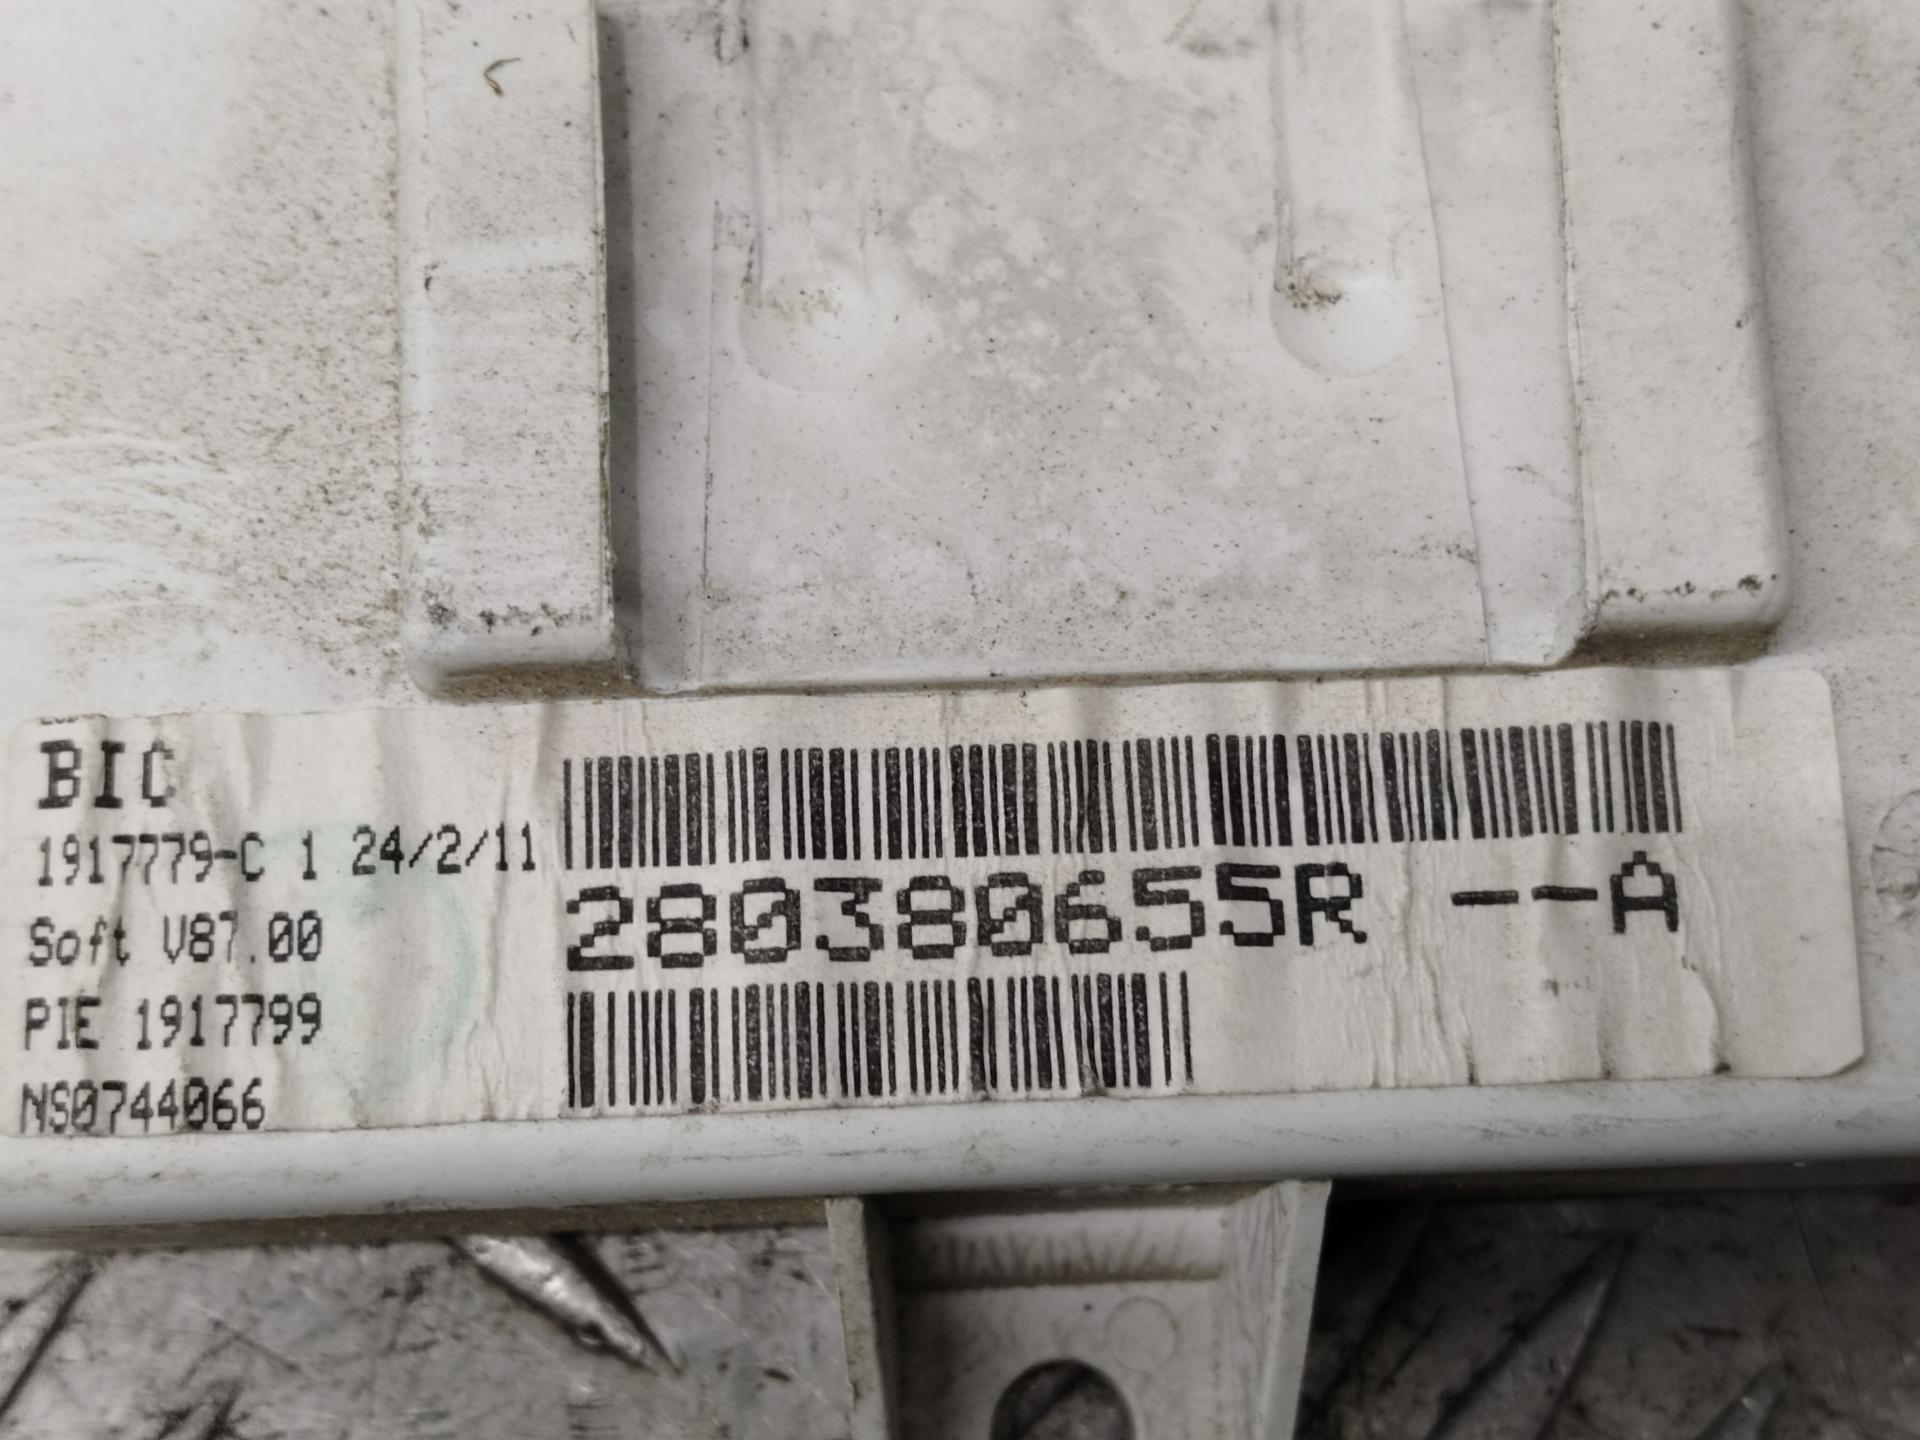 BIC
1917779-C 1 24/2/11
280380655R --A
Soft V87.00
PIE 1917799
NS0744066